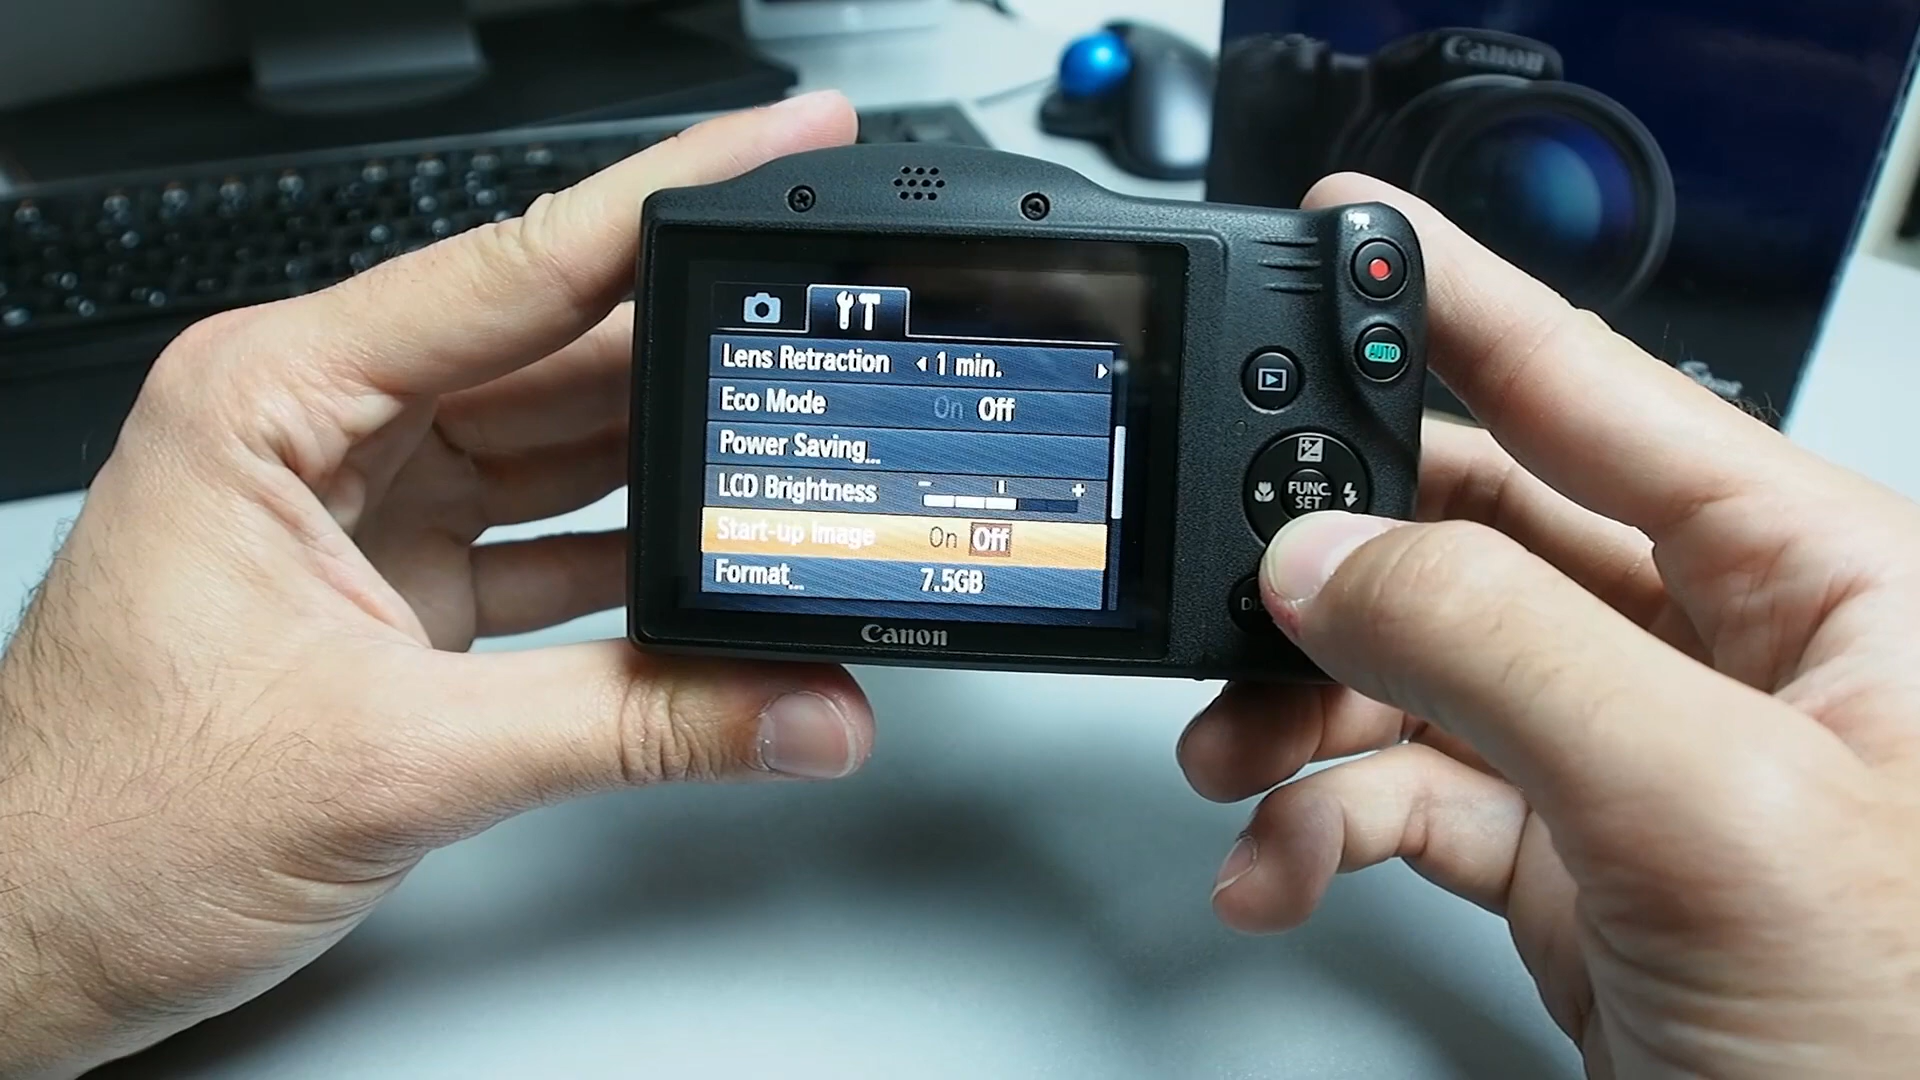 Canon
Lens Retraction 1 min.
Eco Mode On Off
Power Saving...
LCD Brightness - +
Start-up Image On Off
Format... 7.5GB
Canon
AUTO
FUNC.
SET